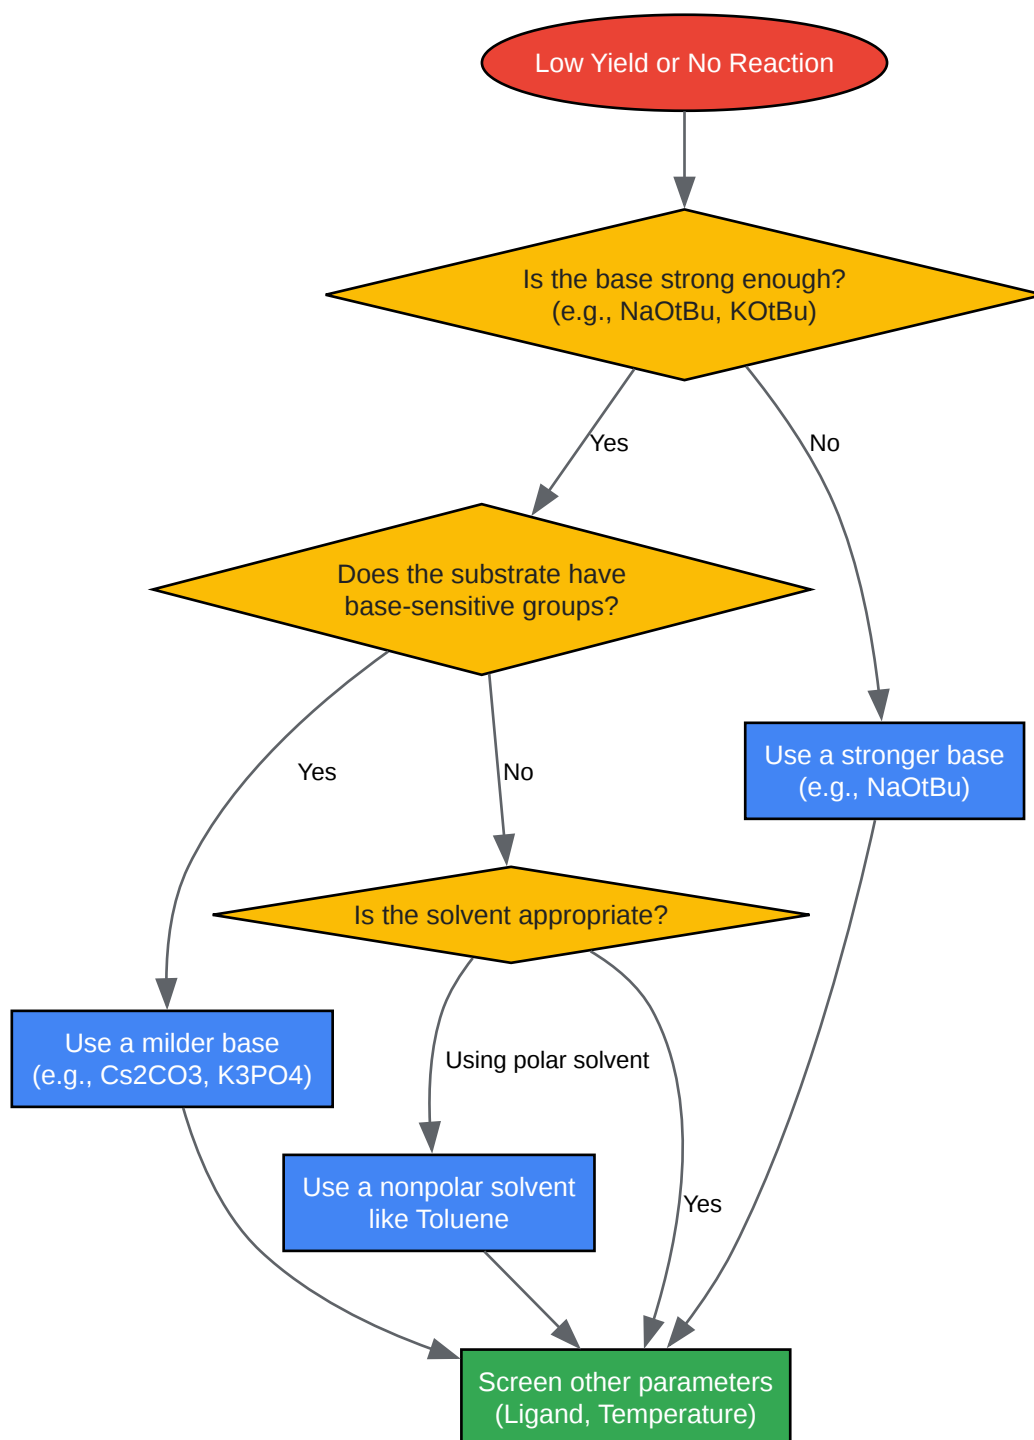 Low Yield or No Reaction
Is the base strong enough?
(e.g., NaOtBu, KOtBu)
Yes
No
Does the substrate have
base-sensitive groups?
Use a stronger base
(e.g., NaOtBu)
Yes
No
Is the solvent appropriate?
Use a milder base
(e.g., Cs2CO3, K3PO4)
Using polar solvent
Use a nonpolar solvent
like Toluene
Yes
Screen other parameters
(Ligand, Temperature)